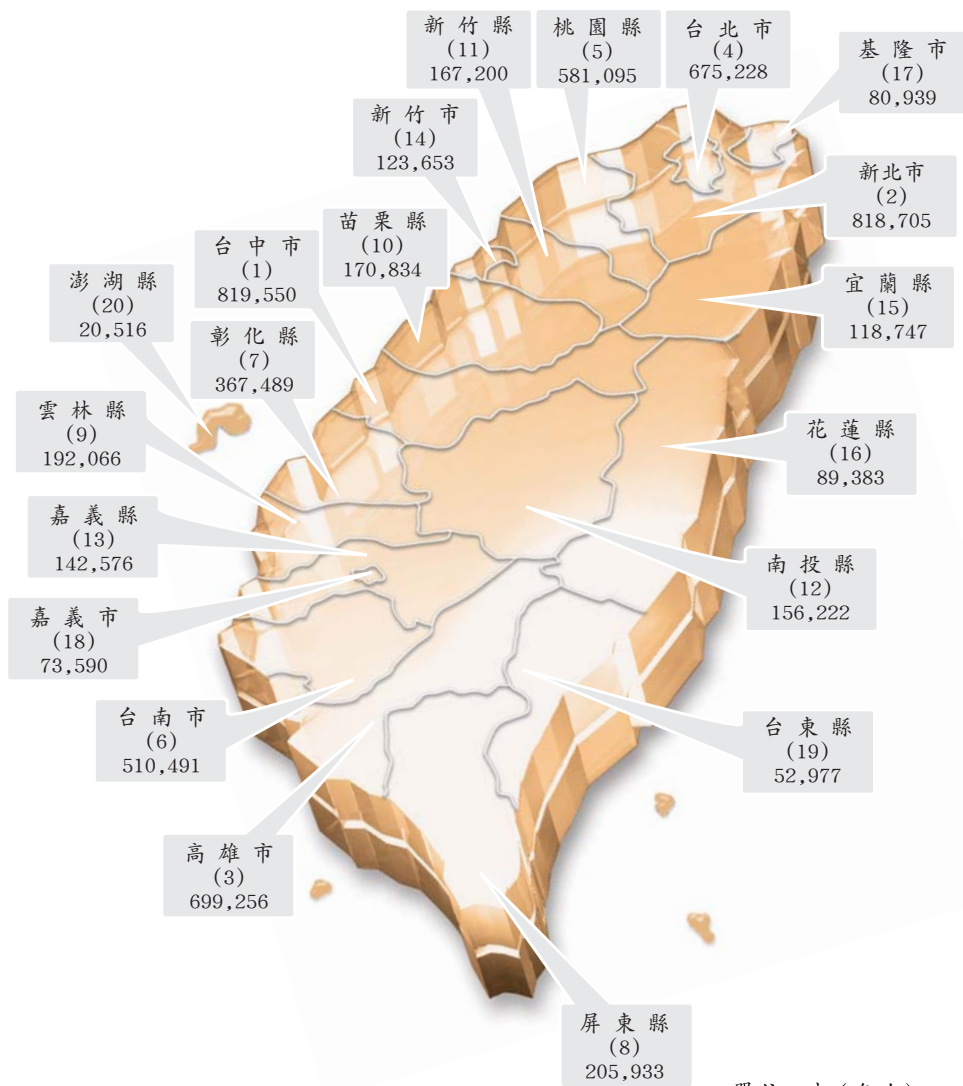 新竹縣
(11)
167,200
桃園縣
(5)
581,095
台北市
(4)
675,228
基隆市
(17)
80,939
新竹市
(14)
123,653
新北市
(2)
818,705
苗栗縣
(10)
170,834
台中市
(1)
819,550
澎湖縣
(20)
20,516
宜蘭縣
(15)
118,747
彰化縣
(7)
367,489
雲林縣
(9)
192,066
花蓮縣
(16)
89,383
嘉義縣
(13)
142,576
南投縣
(12)
156,222
嘉義市
(18)
73,590
台南市
(6)
510,491
台東縣
(19)
52,977
高雄市
(3)
699,256
屏東縣
(8)
205,933